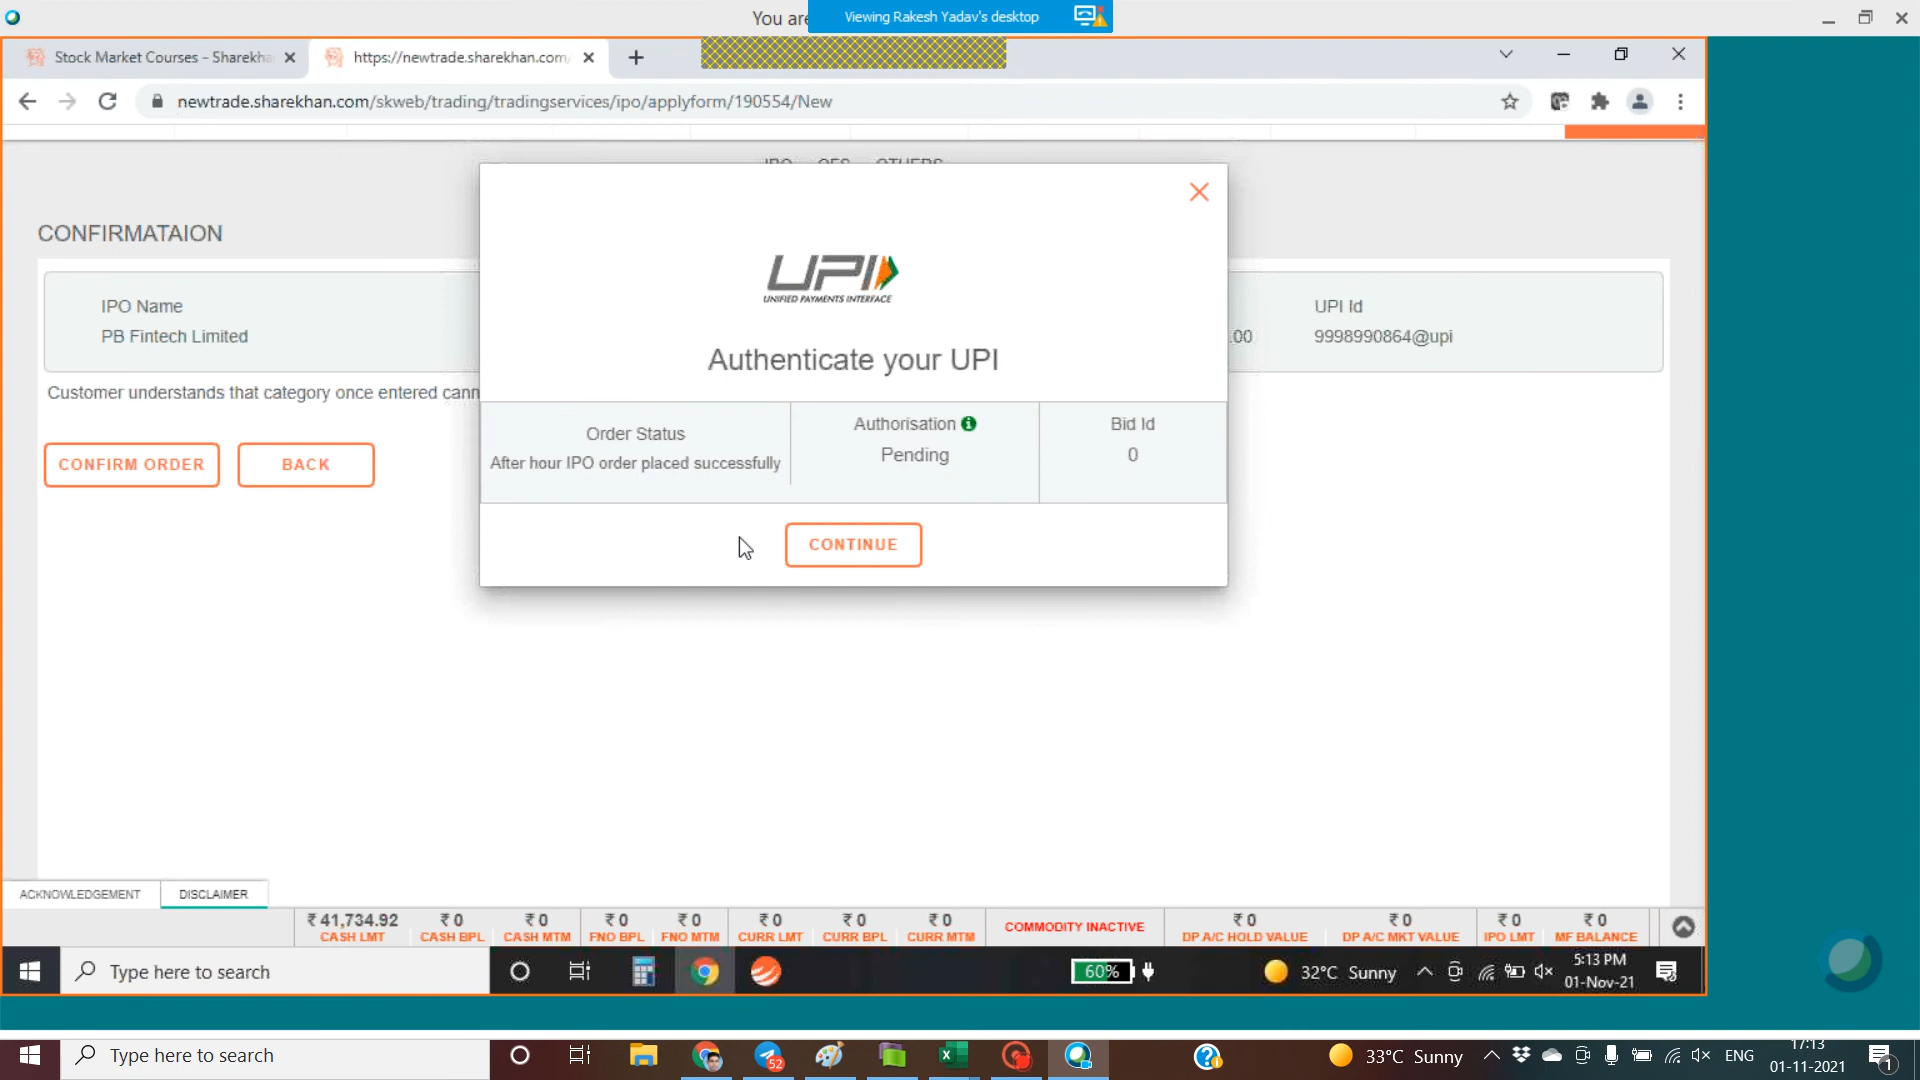 You are
Viewing Rakesh Yadav's desktop
Stock Market Courses - Sharekha
https://newtrade.sharekhan.com/
newtrade.sharekhan.com/skweb/trading/tradingservices/ipo/applyform/190554/New
IPO OFS OTHERS
CONFIRMATAION
IPO Name
PB Fintech Limited
.00
UPI Id
9998990864@upi
Customer understands that category once entered cann
CONFIRM ORDER
BACK
UPI
UNIFIED PAYMENTS INTERFACE
Authenticate your UPI
Order Status
After hour IPO order placed successfully
Authorisation
Pending
Bid Id
0
CONTINUE
ACKNOWLEDGEMENT DISCLAIMER
₹ 41,734.92 ₹ 0 ₹ 0 ₹ 0 ₹ 0 ₹ 0 ₹ 0 ₹ 0 COMMODITY INACTIVE ₹ 0 ₹ 0 ₹ 0 ₹ 0
CASH LMT CASH BPL CASH MTM FNO BPL FNO MTM CURR LMT CURR BPL CURR MTM DP A/C HOLD VALUE DP A/C MKT VALUE IPO LMT MF BALANCE
Type here to search
60%
32°C Sunny
5:13 PM
01-Nov-21
Type here to search
52
33°C Sunny
ENG
17:13
01-11-2021
1